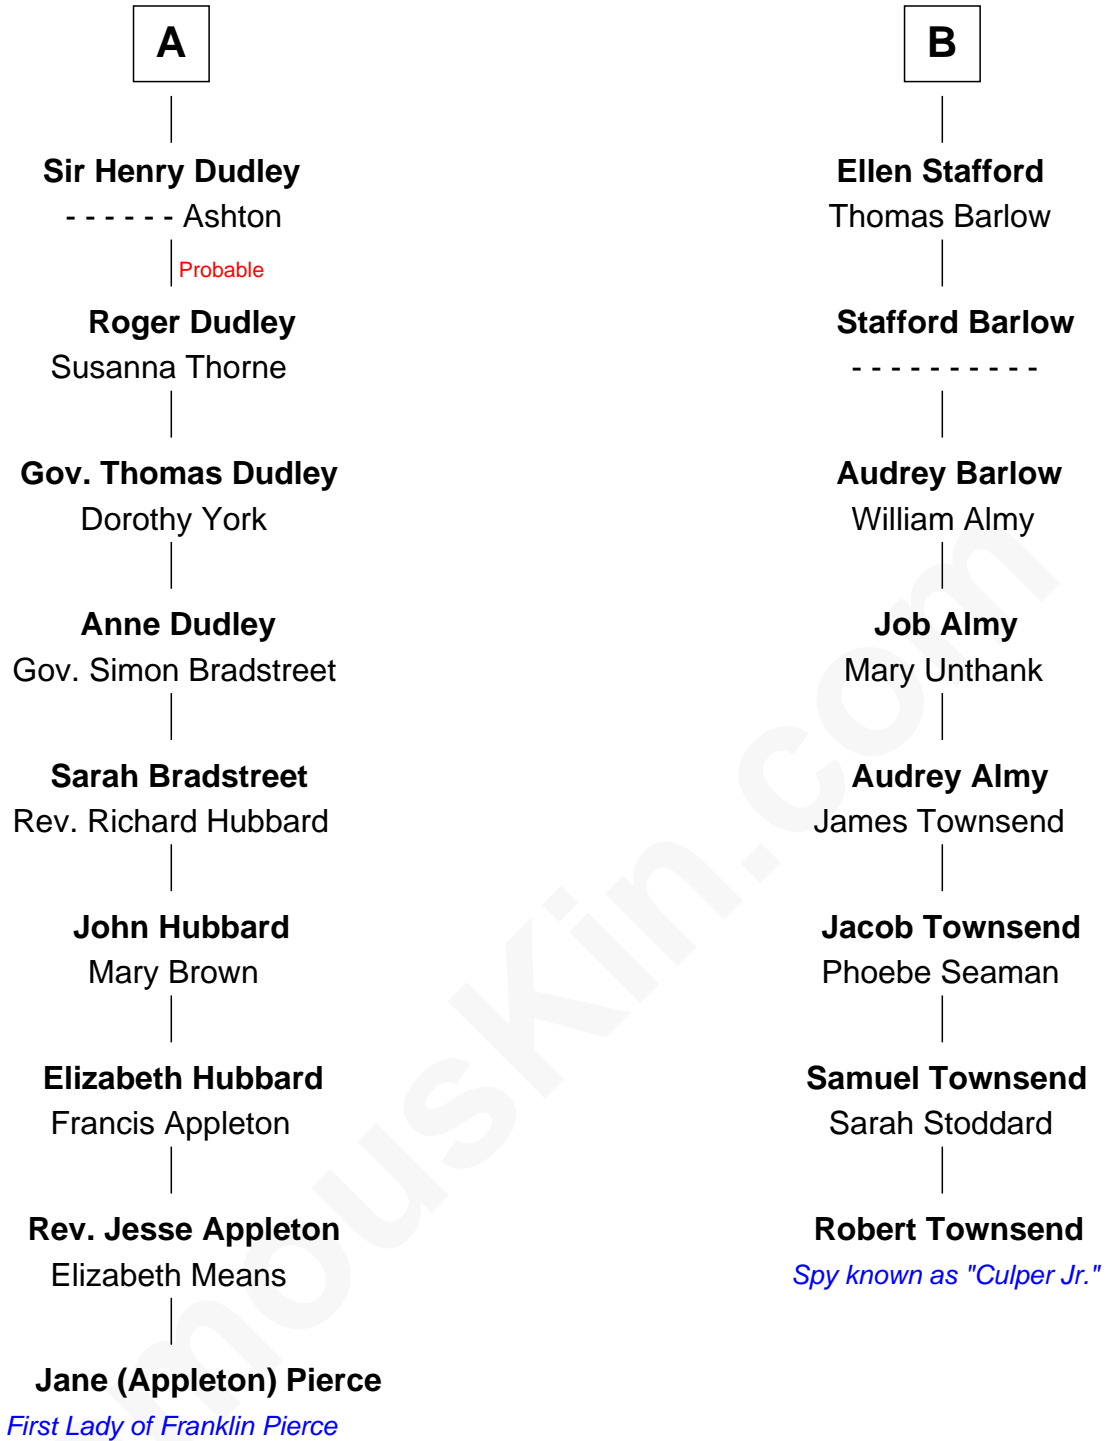 A
Sir Henry Dudley
- - - - - - Ashton
Probable
Roger Dudley
Susanna Thorne
Gov. Thomas Dudley
Dorothy York
Anne Dudley
Gov. Simon Bradstreet
Sarah Bradstreet
Rev. Richard Hubbard
John Hubbard
Mary Brown
Elizabeth Hubbard
Francis Appleton
Rev. Jesse Appleton
Elizabeth Means
Jane (Appleton) Pierce
First Lady of Franklin Pierce
B
Ellen Stafford
Thomas Barlow
Stafford Barlow
- - - - - - - - - -
Audrey Barlow
William Almy
Job Almy
Mary Unthank
Audrey Almy
James Townsend
Jacob Townsend
Phoebe Seaman
Samuel Townsend
Sarah Stoddard
Robert Townsend
Spy known as "Culper Jr."
mouskin.com